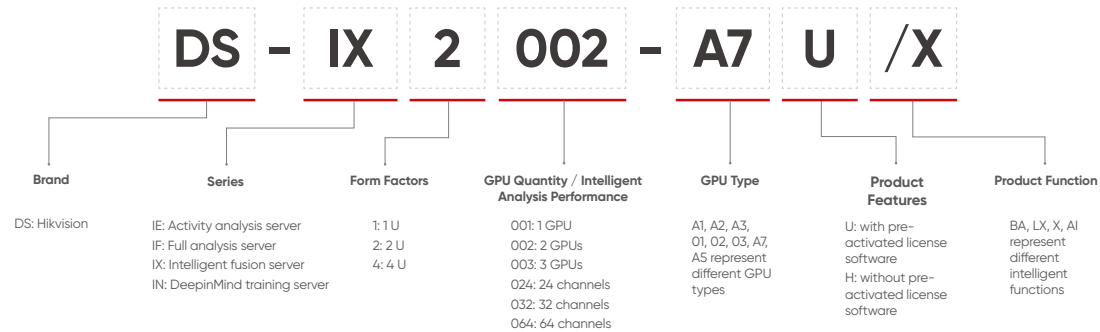 DS - IX 2 002 - A7 U /X
Brand
DS: Hikvision
Series
IE: Activity analysis server
IF: Full analysis server
IX: Intelligent fusion server
IN: DeepinMind training server
Form Factors
1: 1 U
2: 2 U
4: 4 U
GPU Quantity / Intelligent
Analysis Performance
001: 1 GPU
002: 2 GPUs
003: 3 GPUs
024: 24 channels
032: 32 channels
064: 64 channels
GPU Type
A1, A2, A3,
01, 02, 03, A7,
A5 represent
different GPU
types
Product
Features
U: with pre-
activated license
software
H: without pre-
activated license
software
Product Function
BA, LX, X, AI
represent
different
intelligent
functions